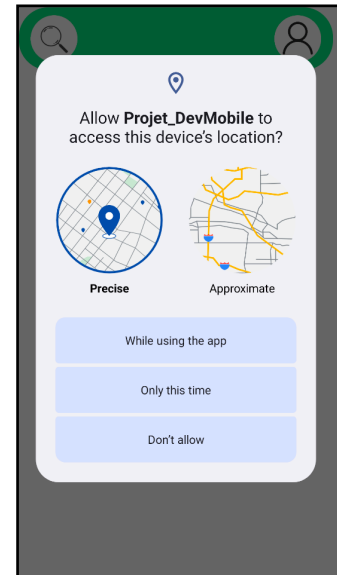 Allow Projet_DevMobile to
access this device's location?
Precise
Approximate
While using the app
Only this time
Don't allow